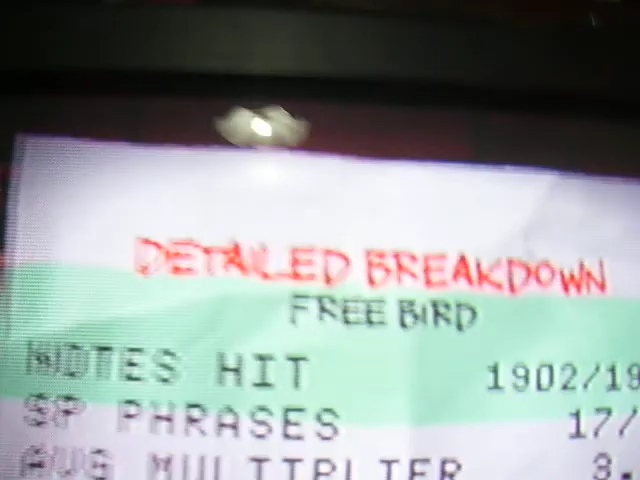 DETAILED BREAKDOWN
FREE BIRD
NOTES HIT 1902/19
SP PHRASES 17/
AVG MULTIPLIER 3.